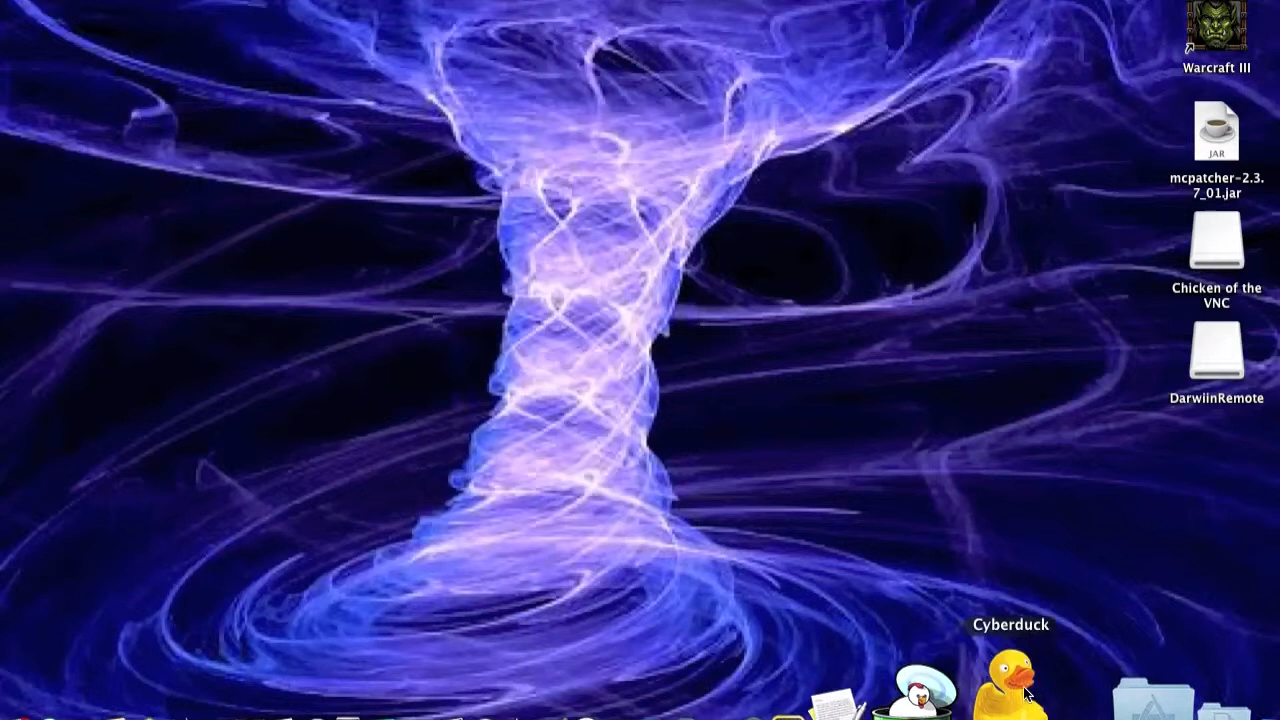 Warcraft III
JAR
mcpatcher-2.3.
7_01.jar
Chicken of the
VNC
DarwiinRemote
Cyberduck